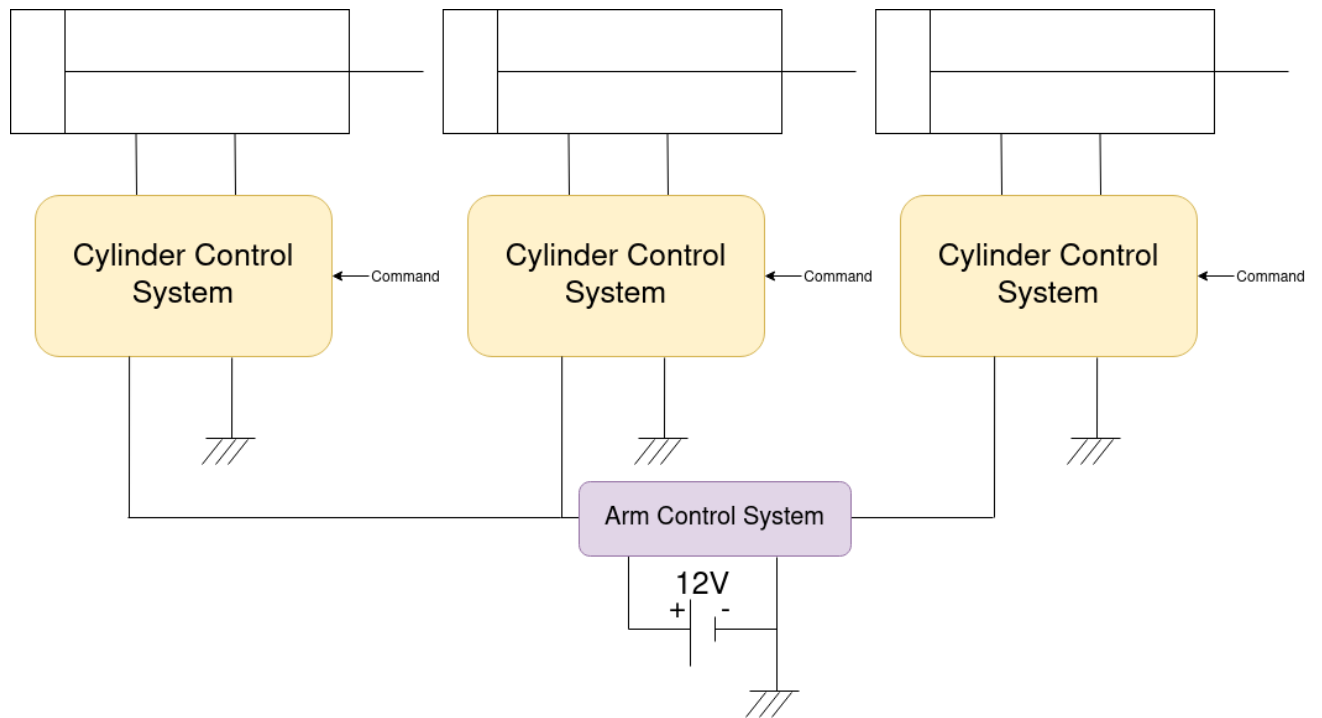 Cylinder Control
System
Command
Cylinder Control
System
Command
Cylinder Control
System
Command
Arm Control System
12V
+ -